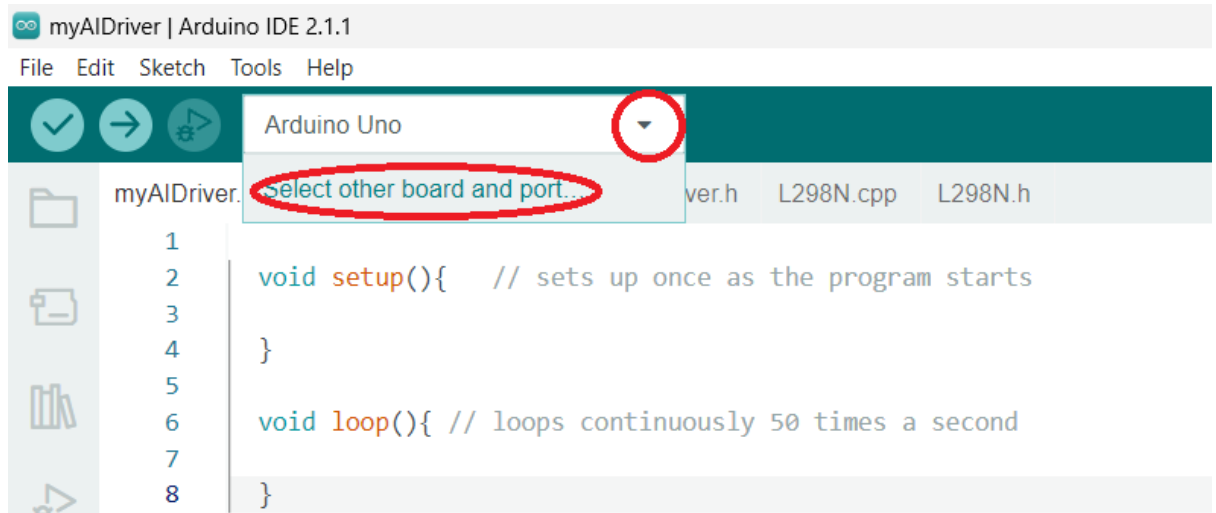 myAIDriver | Arduino IDE 2.1.1
File Edit Sketch Tools Help
Arduino Uno
Select other board and port...
myAIDriver. ver.h L298N.cpp L298N.h
1
2 void setup(){ // sets up once as the program starts
3
4 }
5
6 void loop(){ // loops continuously 50 times a second
7
8 }